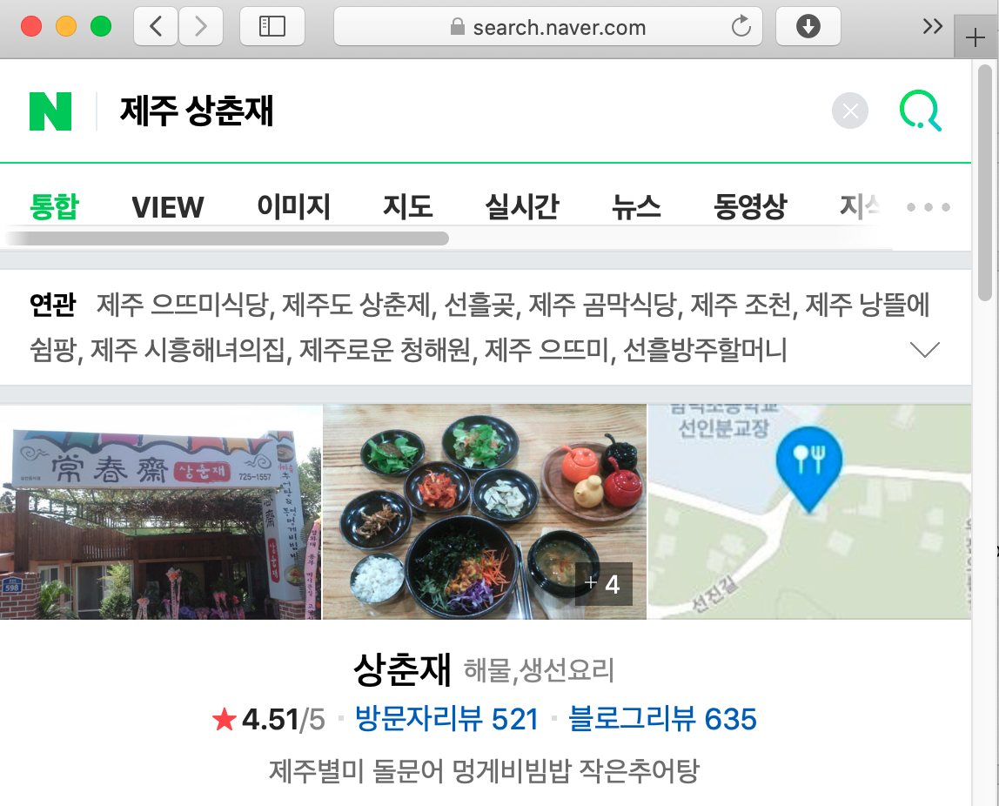 search.naver.com
N 제주 상춘재
통합 VIEW 이미지 지도 실시간 뉴스 동영상 지식
연관 제주 으뜨미식당, 제주도 상춘제, 선흘곶, 제주 곰막식당, 제주 조천, 제주 낭뜰에
쉼팡, 제주 시흥해녀의집, 제주로운 청해원, 제주 으뜨미, 선흘방주할머니
常春齋 상춘재
725-1557
598
상춘재
+ 4
선인분교장
선진길
상춘재 해물,생선요리
4.51/5 · 방문자리뷰 521 · 블로그리뷰 635
제주별미 돌문어 멍게비빔밥 작은추어탕